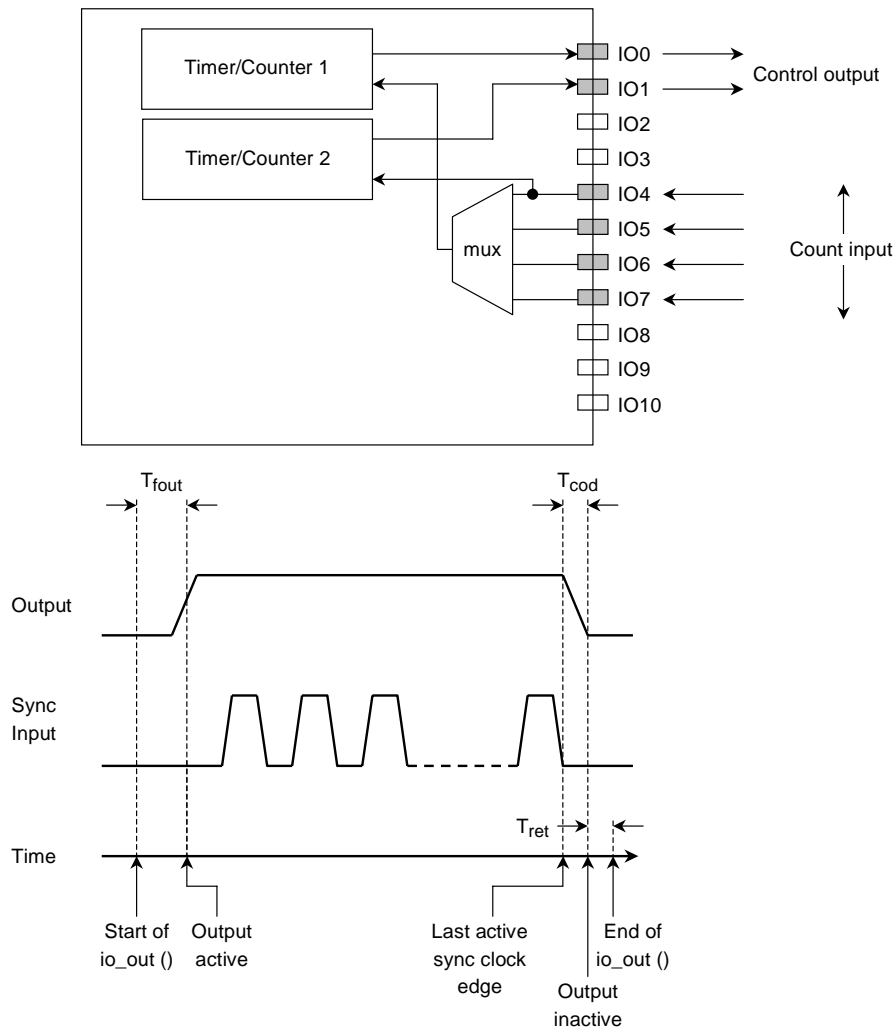 Timer/Counter 1
Timer/Counter 2
mux
IO0
IO1
IO2
IO3
IO4
IO5
IO6
IO7
IO8
IO9
IO10
Control output
Count input
Tfout
Tcod
Output
Sync
Input
Tret
Time
Start of
io_out ()
Output
active
Last active
sync clock
edge
End of
io_out ()
Output
inactive